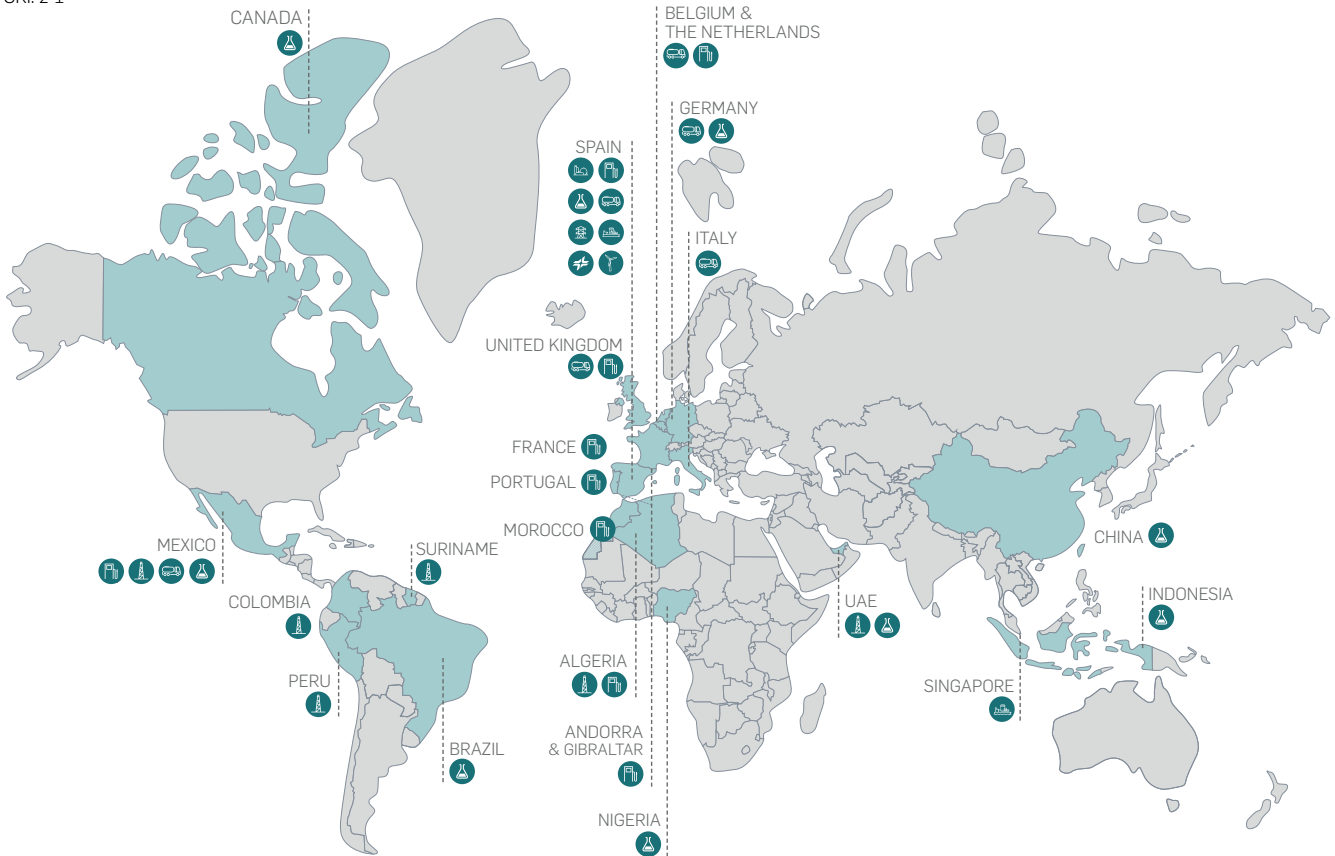 CANADA
BELGIUM &
THE NETHERLANDS
GERMANY
SPAIN
ITALY
UNITED KINGDOM
FRANCE
PORTUGAL
MOROCCO
MEXICO
SURINAME
CHINA
COLOMBIA
UAE
INDONESIA
ALGERIA
PERU
SINGAPORE
ANDORRA
& GIBRALTAR
BRAZIL
NIGERIA